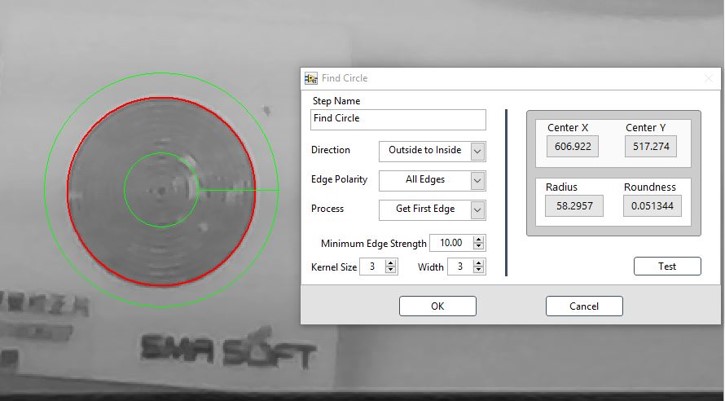 Find Circle
Step Name
Find Circle
Direction
Outside to Inside
Edge Polarity
All Edges
Process
Get First Edge
Minimum Edge Strength
10.00
Kernel Size
3
Width
3
Center X
Center Y
606.922
517.274
Radius
Roundness
58.2957
0.051344
Test
OK
Cancel
SMA SOFT